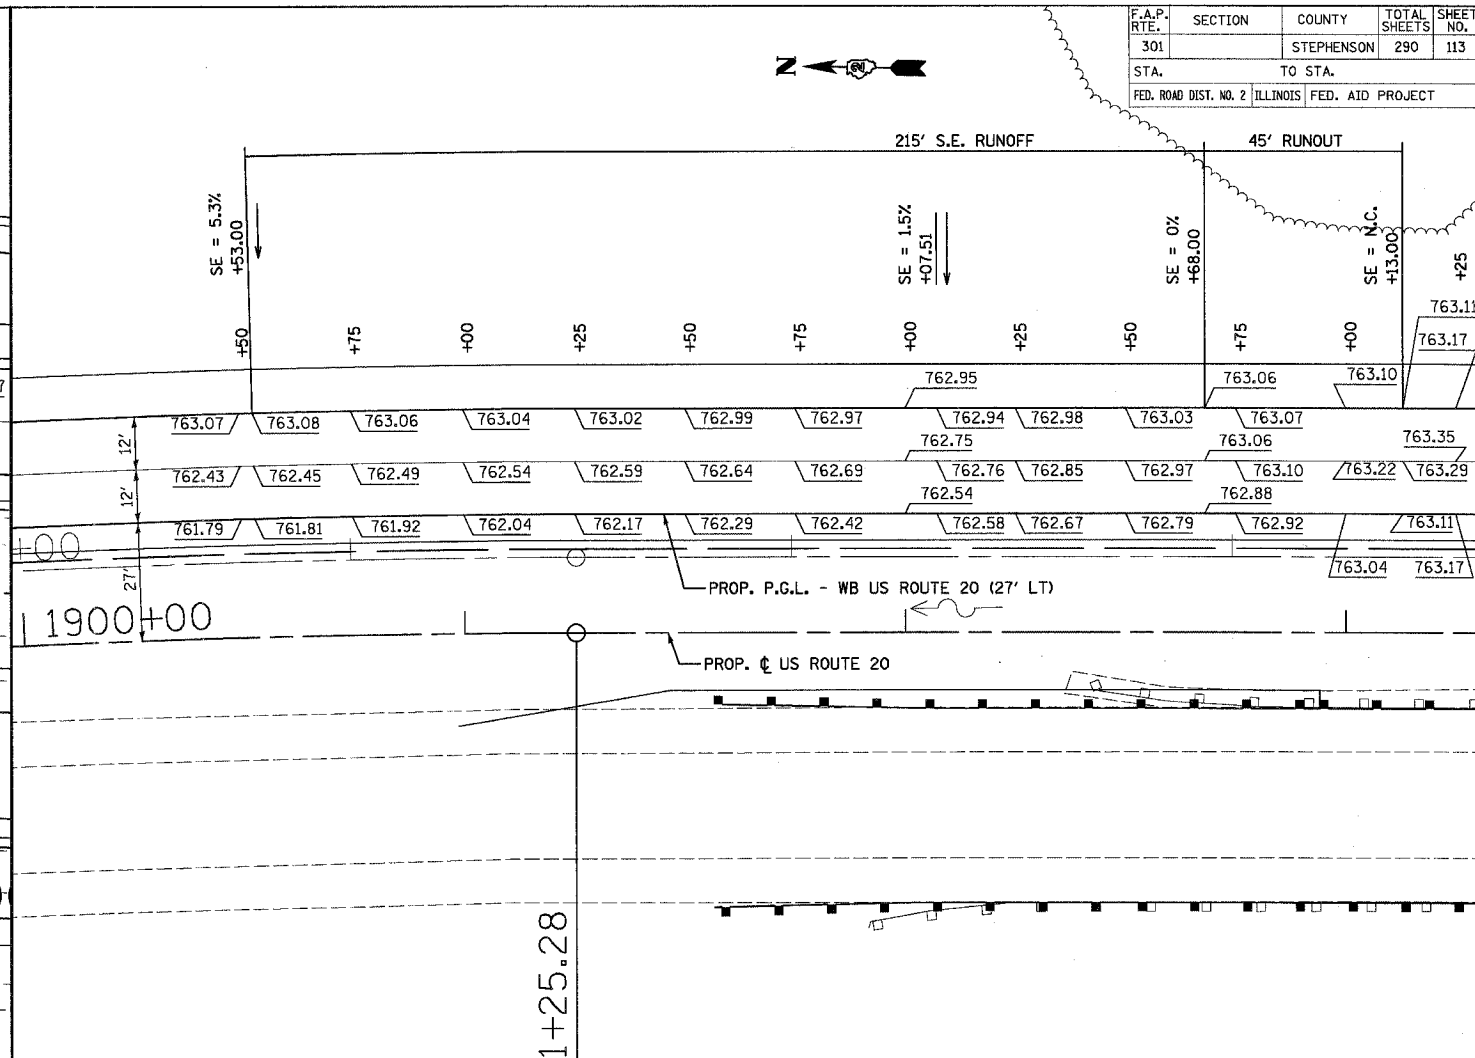 F.A.P. RTE. SECTION COUNTY TOTAL SHEETS SHEET NO.
301 STEPHENSON 290 113
STA. TO STA.
FED. ROAD DIST. NO. 2 ILLINOIS FED. AID PROJECT
N
215' S.E. RUNOFF 45' RUNOUT
SE = 5.3%
+53.00
SE = 1.5%
+07.51
SE = 0%
+68.00
SE = N.C.
+13.00
+50 +75 +00 +25 +50 +75 +00 +25 +50 +75 +00 +25
763.11
763.17
762.95 763.06 763.10
763.07 763.08 763.06 763.04 763.02 762.99 762.97 762.94 762.98 763.03 763.07
12'
762.75 763.06 763.35
762.43 762.45 762.49 762.54 762.59 762.64 762.69 762.76 762.85 762.97 763.10 763.22 763.29
12'
762.54 762.88
761.79 761.81 761.92 762.04 762.17 762.29 762.42 762.58 762.67 762.79 762.92 763.11
+00
763.04 763.17
27'
PROP. P.G.L. - WB US ROUTE 20 (27' LT)
1900+00
PROP. ℄ US ROUTE 20
1+25.28